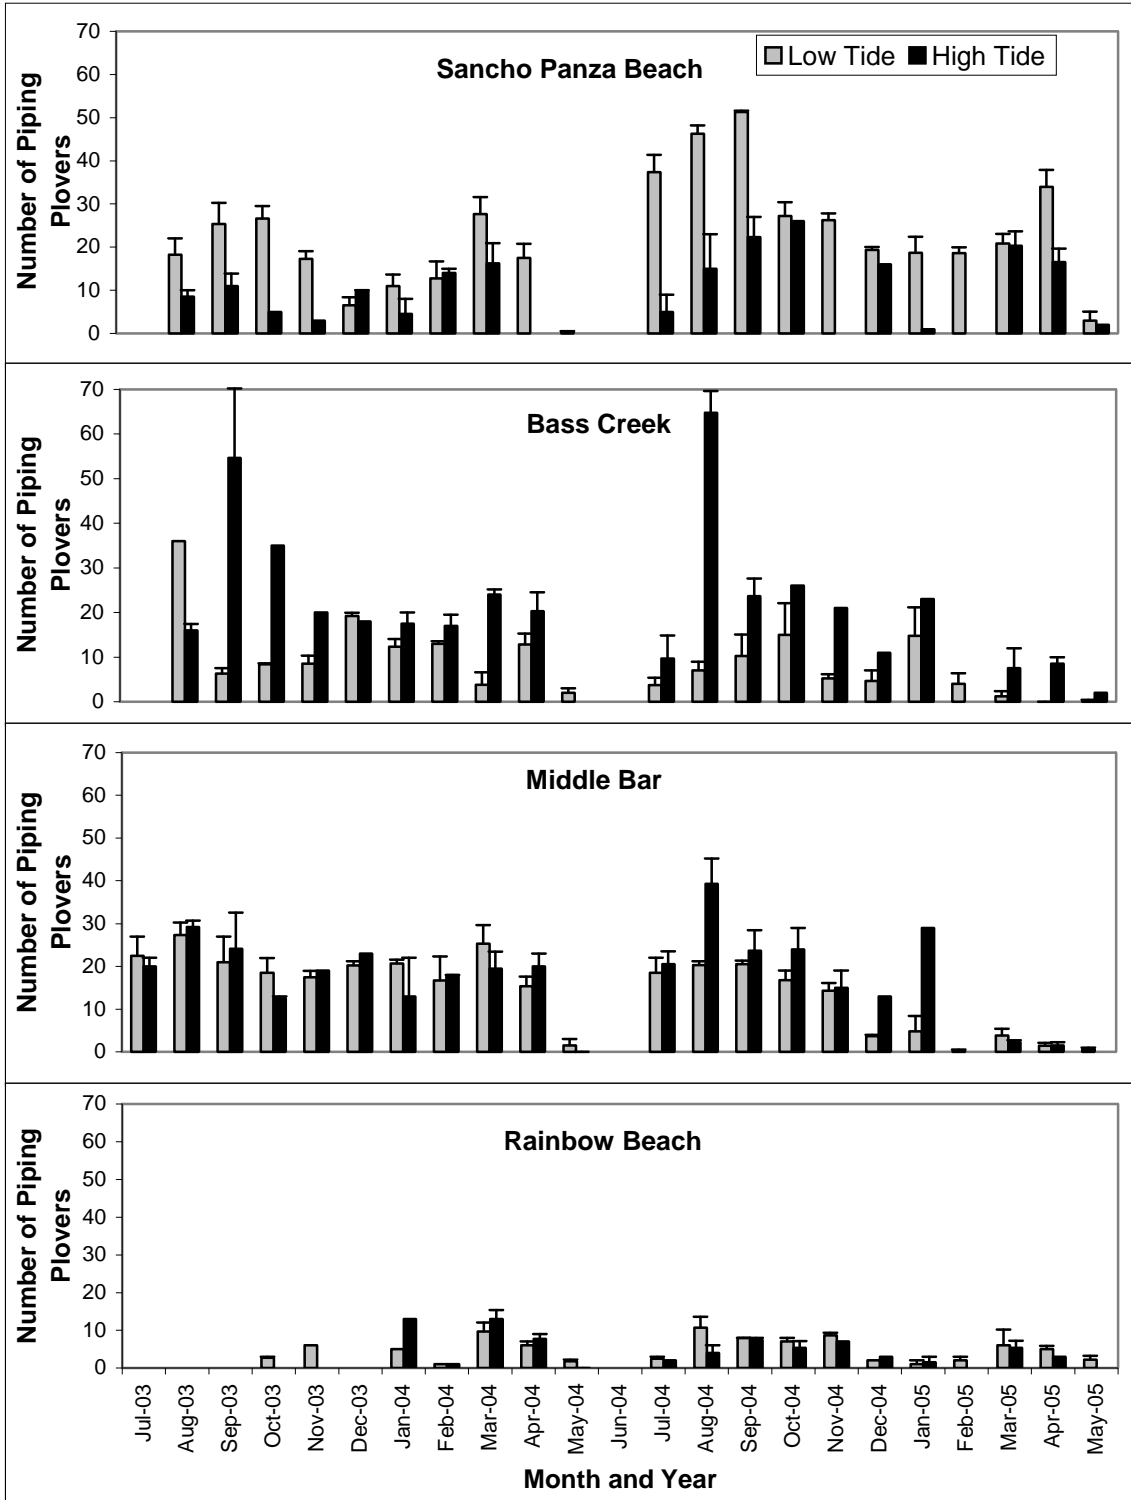 Sancho Panza Beach
Low Tide High Tide
Number of Piping
Plovers
70
60
50
40
30
20
10
0
Bass Creek
Number of Piping
Plovers
70
60
50
40
30
20
10
0
Middle Bar
Number of Piping
Plovers
70
60
50
40
30
20
10
0
Rainbow Beach
Number of Piping
Plovers
70
60
50
40
30
20
10
0
Jul-03
Aug-03
Sep-03
Oct-03
Nov-03
Dec-03
Jan-04
Feb-04
Mar-04
Apr-04
May-04
Jun-04
Jul-04
Aug-04
Sep-04
Oct-04
Nov-04
Dec-04
Jan-05
Feb-05
Mar-05
Apr-05
May-05
Month and Year